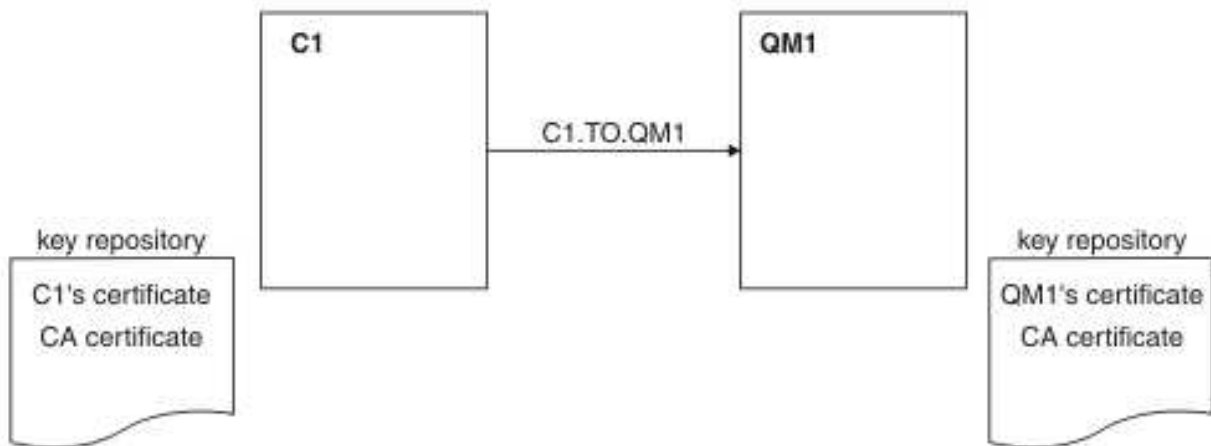 C1
QM1
C1.TO.QM1
key repository
C1's certificate
CA certificate
key repository
QM1's certificate
CA certificate